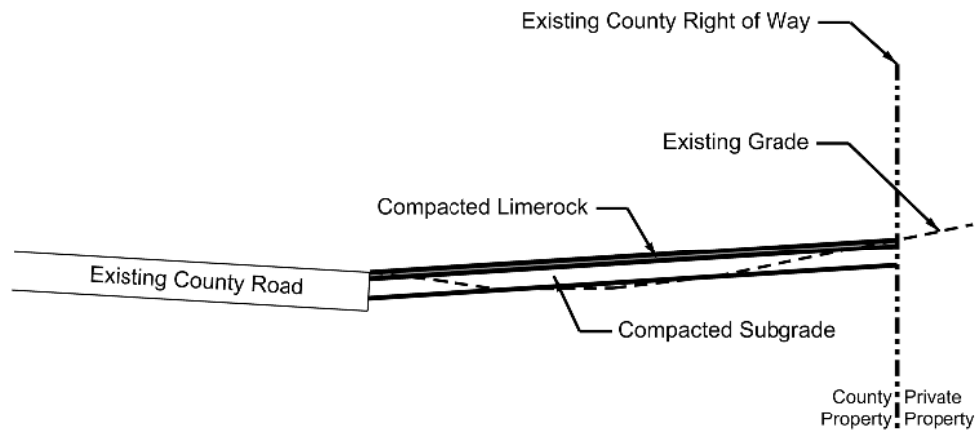 Existing County Right of Way
Existing Grade
Compacted Limerock
Existing County Road
Compacted Subgrade
County Private
Property Property